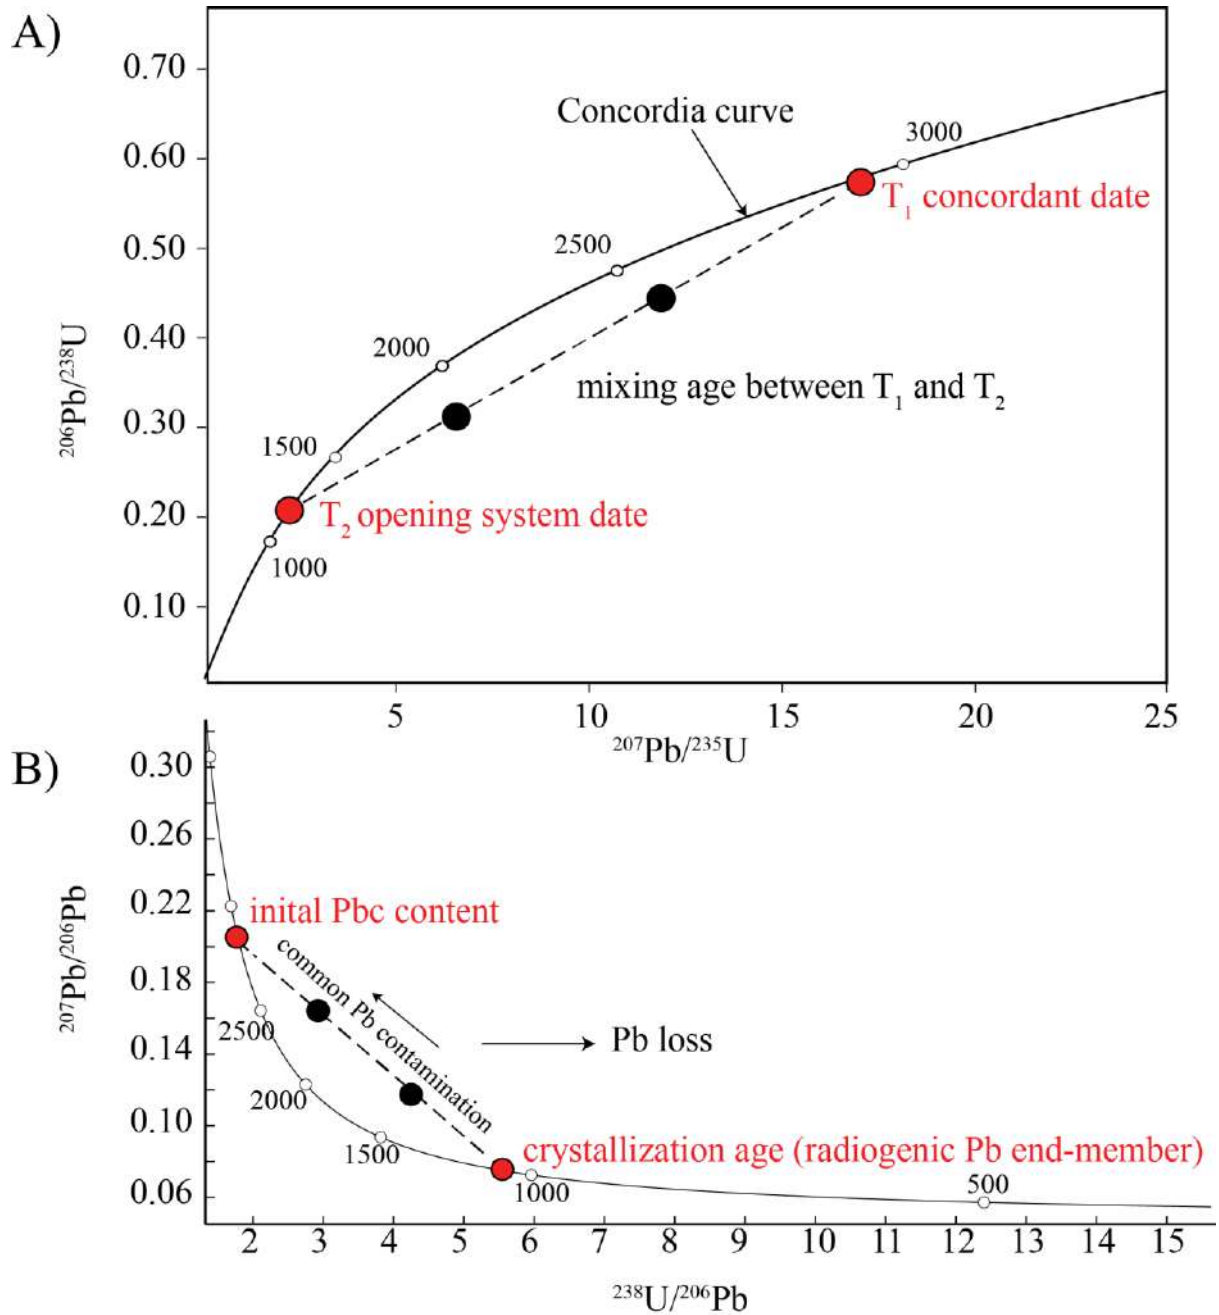 A)
0.70
0.60
0.50
0.40
0.30
0.20
0.10
206Pb/238U
Concordia curve
3000
T1 concordant date
2500
2000
mixing age between T1 and T2
1500
T2 opening system date
1000
5
10
15
20
25
207Pb/235U
B)
0.30
0.26
0.22
0.18
0.14
0.10
0.06
207Pb/206Pb
inital Pbc content
common Pb contamination
Pb loss
2500
2000
1500
crystallization age (radiogenic Pb end-member)
1000
500
2 3 4 5 6 7 8 9 10 11 12 13 14 15
238U/206Pb